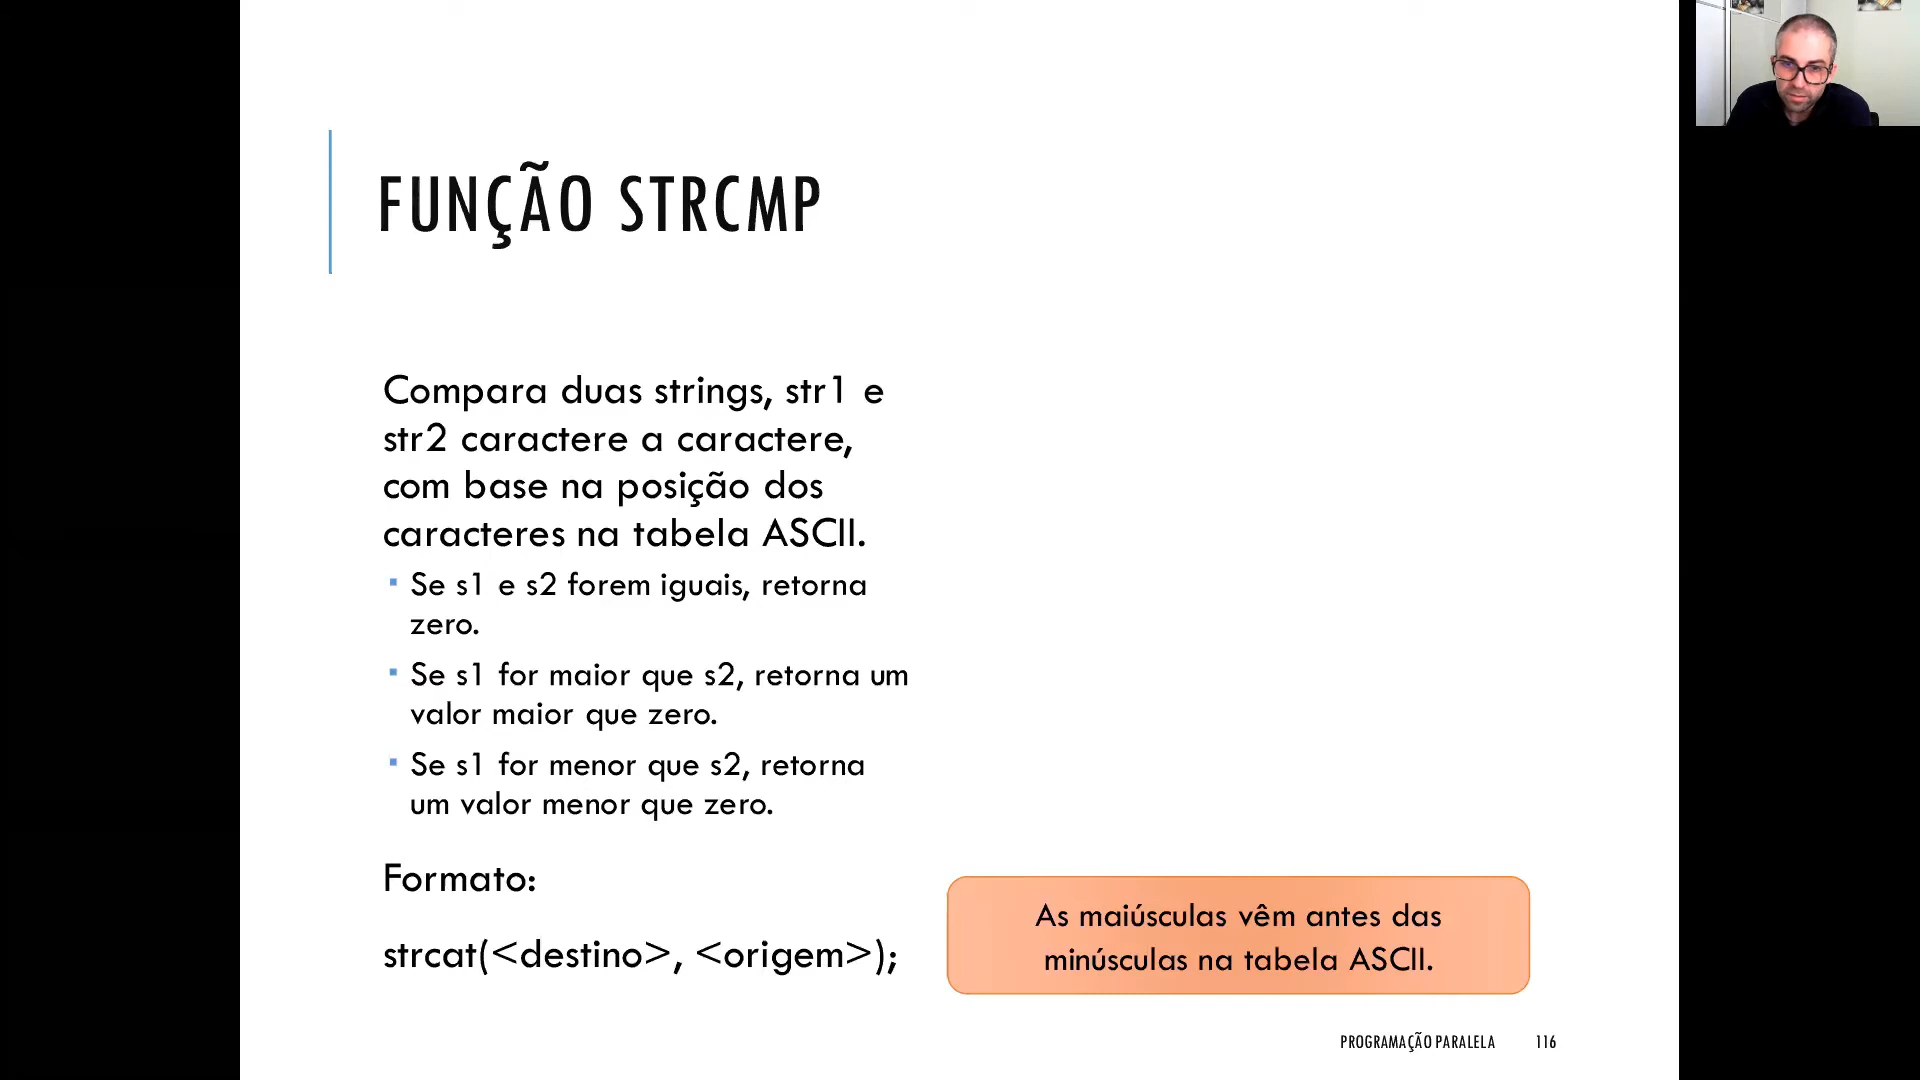 FUNÇÃO STRCMP
Compara duas strings, str1 e
str2 caractere a caractere,
com base na posição dos
caracteres na tabela ASCII.
▪ Se s1 e s2 forem iguais, retorna
zero.
▪ Se s1 for maior que s2, retorna um
valor maior que zero.
▪ Se s1 for menor que s2, retorna
um valor menor que zero.
Formato:
strcat(<destino>, <origem>);
As maiúsculas vêm antes das
minúsculas na tabela ASCII.
PROGRAMAÇÃO PARALELA 116